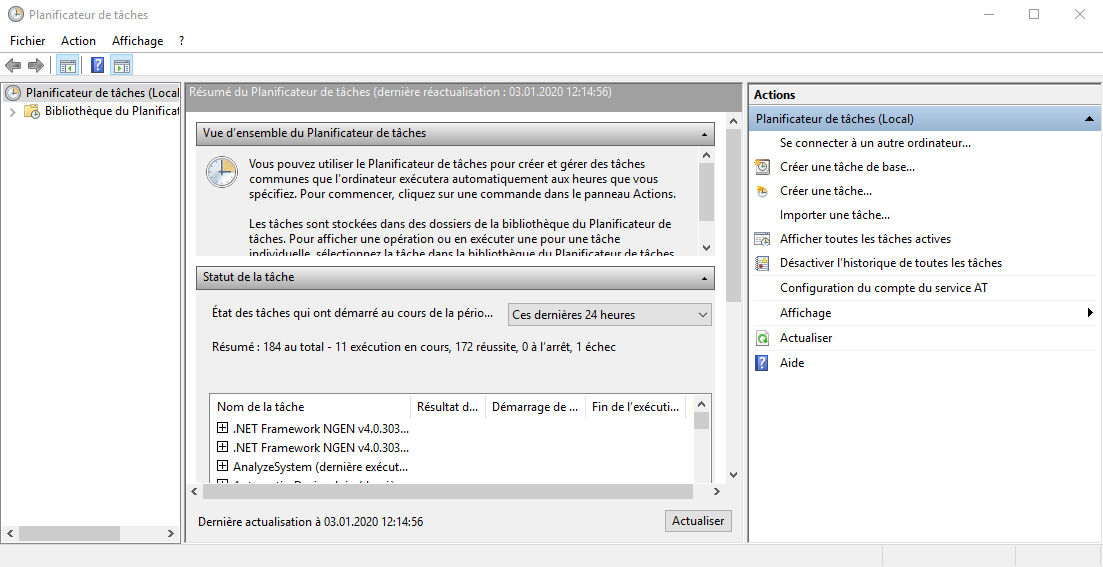 Planificateur de tâches
Fichier Action Affichage ?
Planificateur de tâches (Local
Bibliothèque du Planificat
Résumé du Planificateur de tâches (dernière réactualisation : 03.01.2020 12:14:56)
Vue d'ensemble du Planificateur de tâches
Vous pouvez utiliser le Planificateur de tâches pour créer et gérer des tâches
communes que l'ordinateur exécutera automatiquement aux heures que vous
spécifiez. Pour commencer, cliquez sur une commande dans le panneau Actions.
Les tâches sont stockées dans des dossiers de la bibliothèque du Planificateur de
tâches. Pour afficher une opération ou en exécuter une pour une tâche
individuelle, sélectionnez la tâche dans la bibliothèque du Planificateur de tâches
Statut de la tâche
État des tâches qui ont démarré au cours de la pério... Ces dernières 24 heures
Résumé : 184 au total - 11 exécution en cours, 172 réussite, 0 à l'arrêt, 1 échec
Nom de la tâche Résultat d... Démarrage de ... Fin de l'exécuti...
.NET Framework NGEN v4.0.303...
.NET Framework NGEN v4.0.303...
AnalyzeSystem (dernière exécut...
Dernière actualisation à 03.01.2020 12:14:56 Actualiser
Actions
Planificateur de tâches (Local)
Se connecter à un autre ordinateur...
Créer une tâche de base...
Créer une tâche...
Importer une tâche...
Afficher toutes les tâches actives
Désactiver l'historique de toutes les tâches
Configuration du compte du service AT
Affichage
Actualiser
Aide